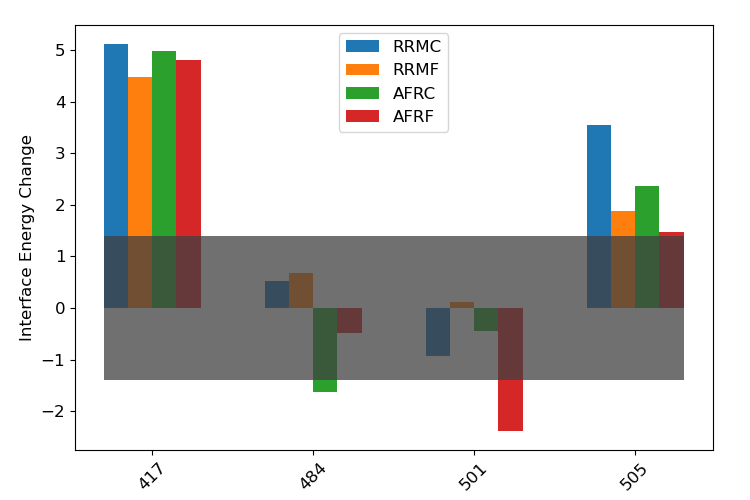 RRMC
RRMF
AFRC
AFRF
Interface Energy Change
5
4
3
2
1
0
−1
−2
417
484
501
505